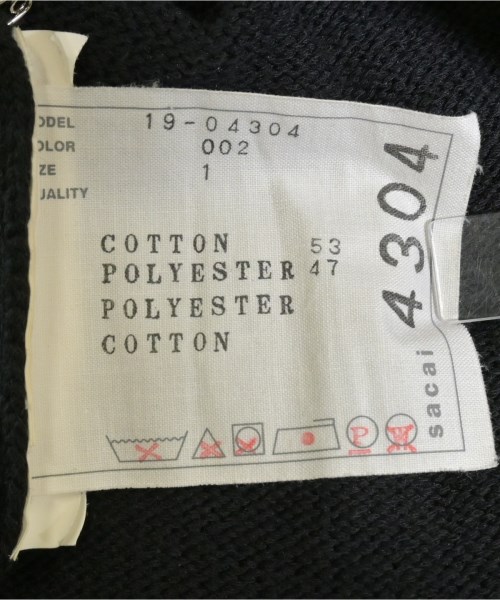 ODEL 19-04304
OLOR 002
ZE 1
UALITY
COTTON 53
POLYESTER 47
POLYESTER
COTTON
P
4304
sacai